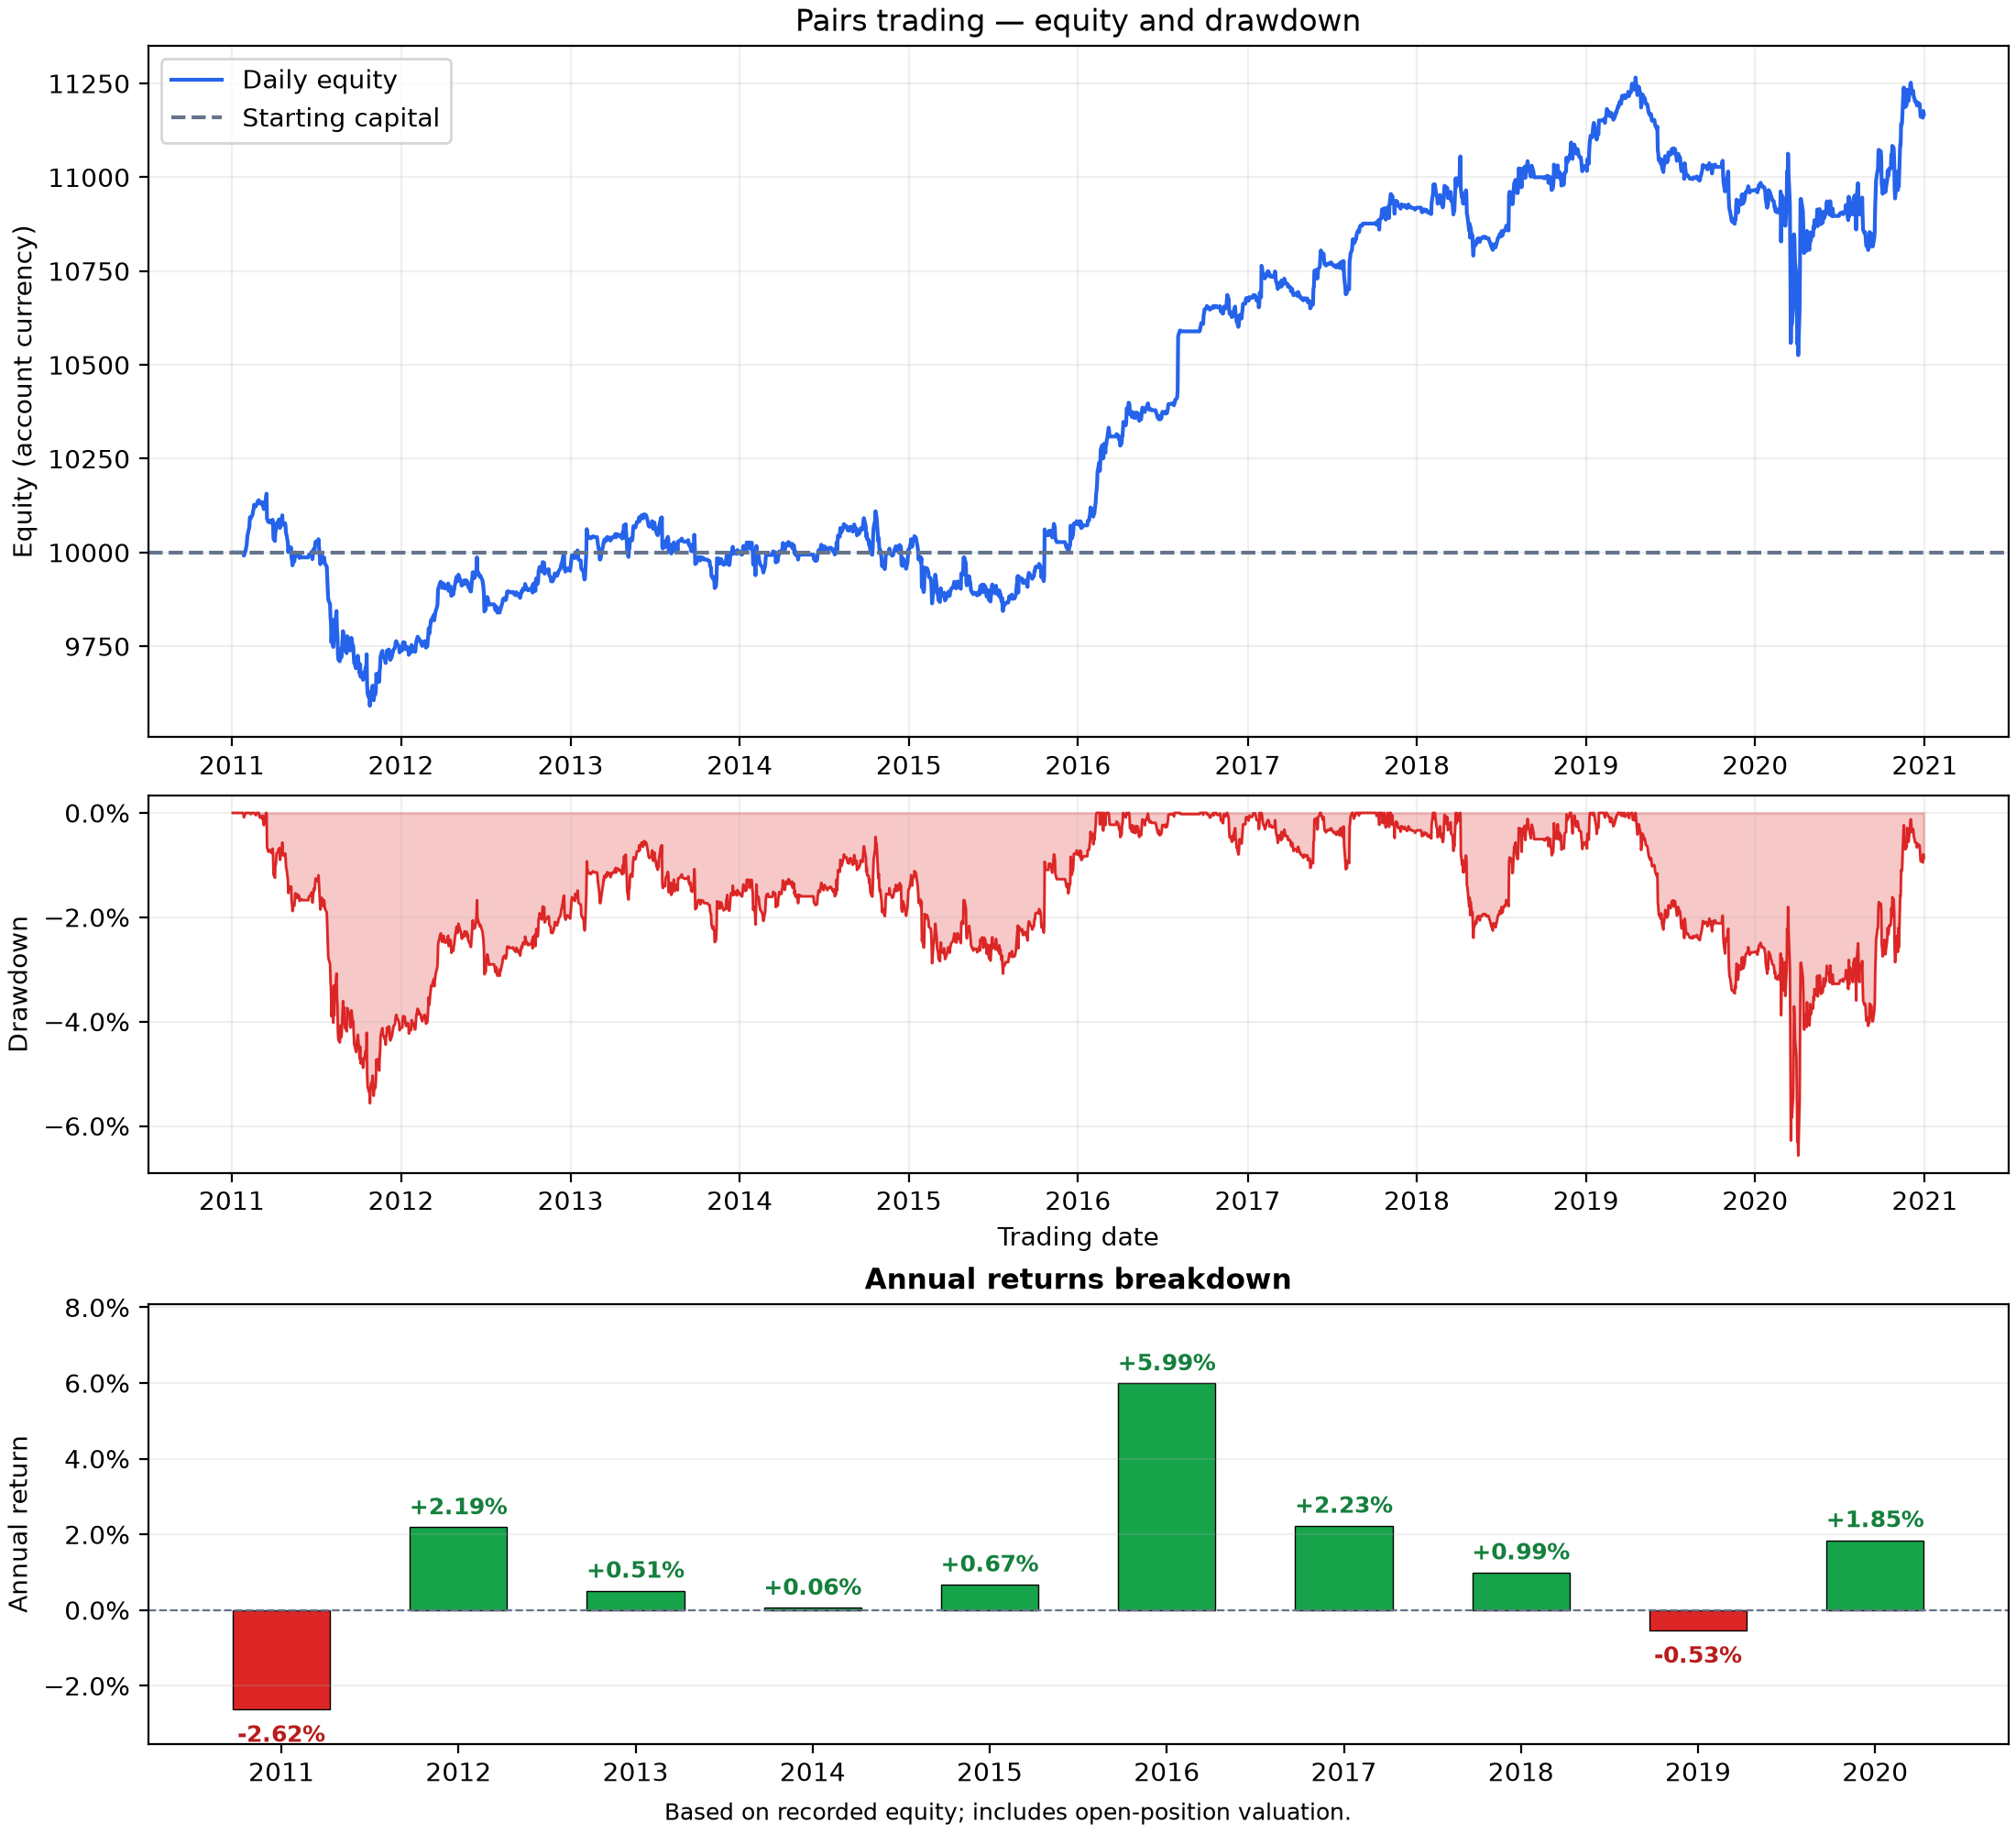 Pairs trading — equity and drawdown
Daily equity
Starting capital
Equity (account currency)
11250
11000
10750
10500
10250
10000
9750
2011 2012 2013 2014 2015 2016 2017 2018 2019 2020 2021
Drawdown
0.0%
−2.0%
−4.0%
−6.0%
2011 2012 2013 2014 2015 2016 2017 2018 2019 2020 2021
Trading date
Annual returns breakdown
Annual return
8.0%
6.0%
4.0%
2.0%
0.0%
−2.0%
-2.62%
+2.19%
+0.51%
+0.06%
+0.67%
+5.99%
+2.23%
+0.99%
-0.53%
+1.85%
2011 2012 2013 2014 2015 2016 2017 2018 2019 2020
Based on recorded equity; includes open-position valuation.